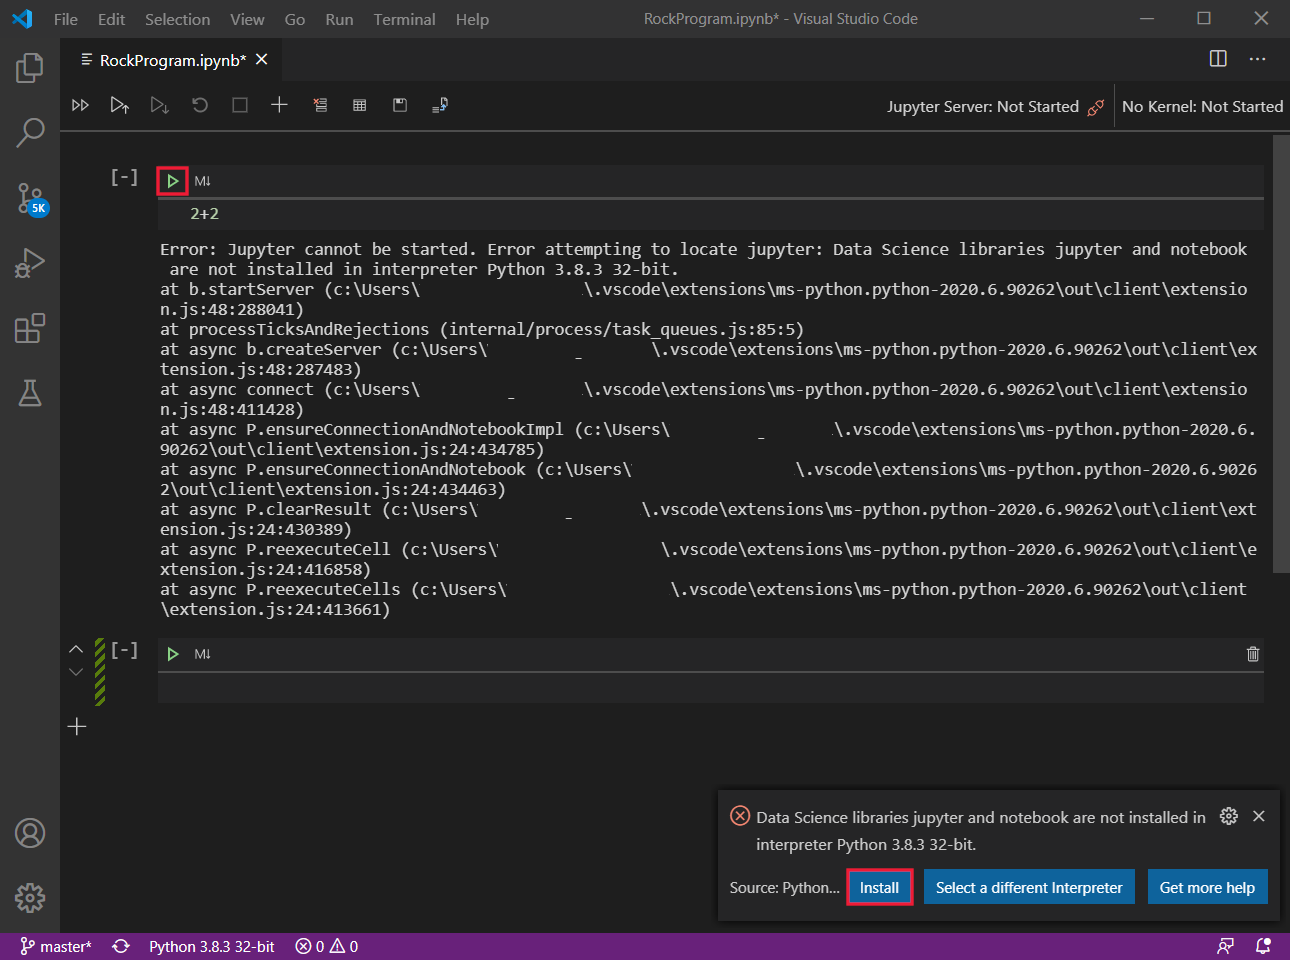 File Edit Selection View Go Run Terminal Help RockProgram.ipynb* - Visual Studio Code
RockProgram.ipynb*
Jupyter Server: Not Started No Kernel: Not Started
[-] M↓
2+2
Error: Jupyter cannot be started. Error attempting to locate jupyter: Data Science libraries jupyter and notebook
are not installed in interpreter Python 3.8.3 32-bit.
at b.startServer (c:\Users\ \.vscode\extensions\ms-python.python-2020.6.90262\out\client\extensio
n.js:48:288041)
at processTicksAndRejections (internal/process/task_queues.js:85:5)
at async b.createServer (c:\Users\ _ \.vscode\extensions\ms-python.python-2020.6.90262\out\client\ex
tension.js:48:287483)
at async connect (c:\Users\ _ \.vscode\extensions\ms-python.python-2020.6.90262\out\client\extensio
n.js:48:411428)
at async P.ensureConnectionAndNotebookImpl (c:\Users\ _ \.vscode\extensions\ms-python.python-2020.6.
90262\out\client\extension.js:24:434785)
at async P.ensureConnectionAndNotebook (c:\Users\ \.vscode\extensions\ms-python.python-2020.6.9026
2\out\client\extension.js:24:434463)
at async P.clearResult (c:\Users\ _ \.vscode\extensions\ms-python.python-2020.6.90262\out\client\ext
ension.js:24:430389)
at async P.reexecuteCell (c:\Users\ \.vscode\extensions\ms-python.python-2020.6.90262\out\client\e
xtension.js:24:416858)
at async P.reexecuteCells (c:\Users\ \.vscode\extensions\ms-python.python-2020.6.90262\out\client
\extension.js:24:413661)
5K
[-] M↓
Data Science libraries jupyter and notebook are not installed in
interpreter Python 3.8.3 32-bit.
Source: Python... Install Select a different Interpreter Get more help
master* Python 3.8.3 32-bit 0 0